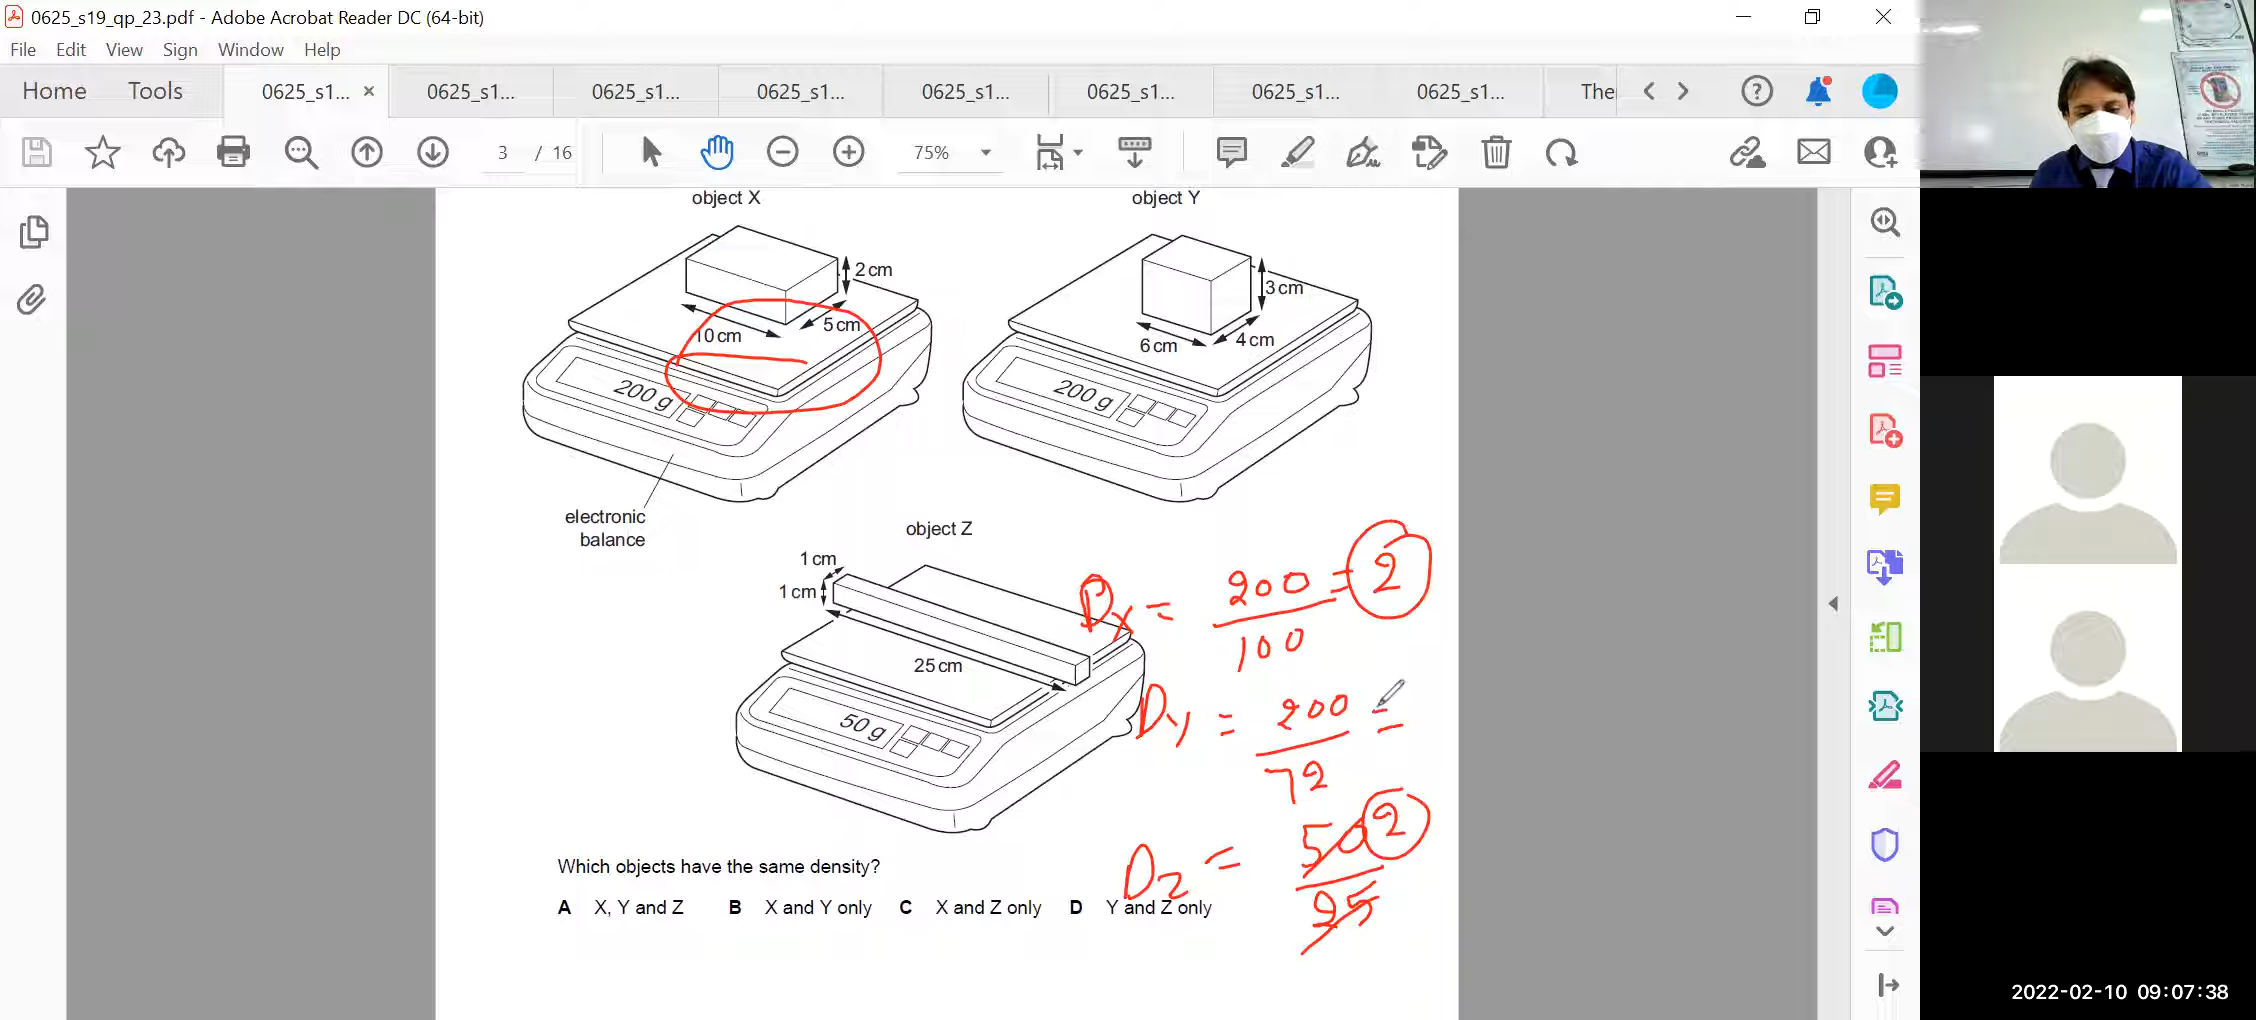 0625_s19_qp_23.pdf - Adobe Acrobat Reader DC (64-bit)
File Edit View Sign Window Help
Home Tools 0625_s1... × 0625_s1... 0625_s1... 0625_s1... 0625_s1... 0625_s1... 0625_s1... 0625_s1... The
3 / 16 75%
object X object Y
2 cm
5 cm
10 cm
200 g
3 cm
4 cm
6 cm
200 g
electronic
balance
object Z
1 cm
1 cm
25 cm
50 g
Dx = 200/100 = 2
Dy = 200/72 =
Dz = 50/25 2
Which objects have the same density?
A X, Y and Z B X and Y only C X and Z only D Y and Z only
2022-02-10 09:07:38